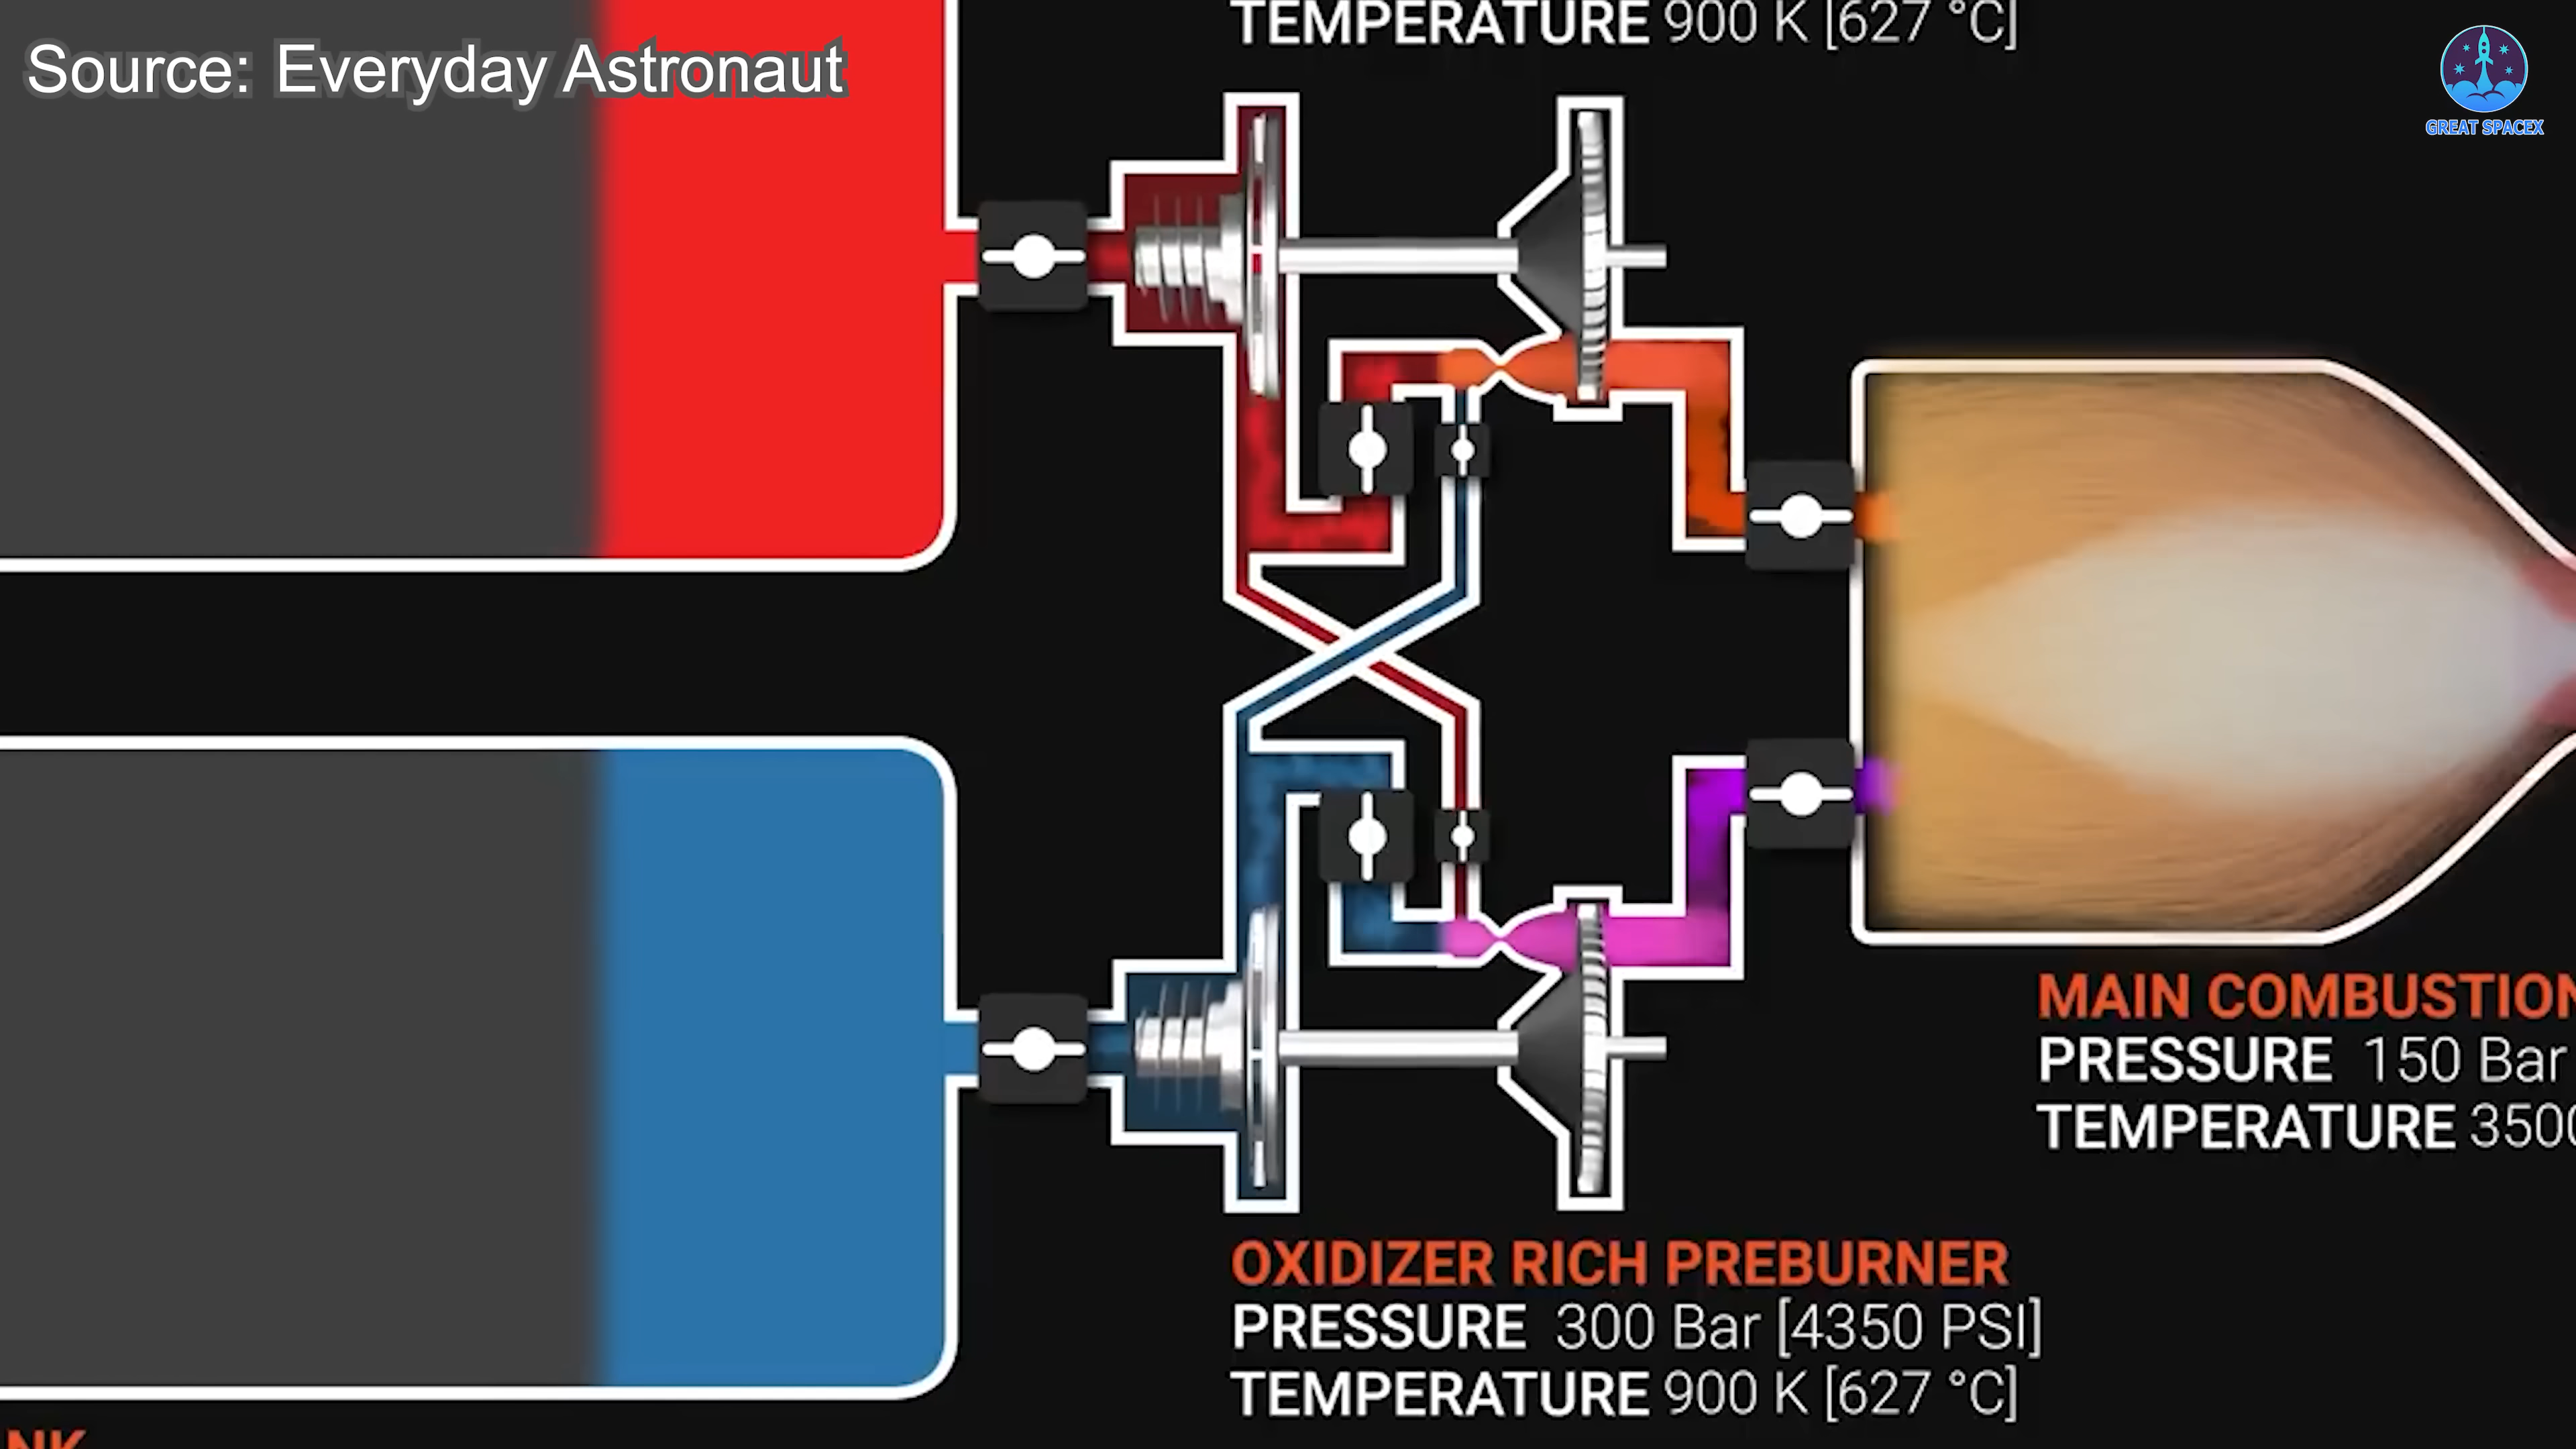 TEMPERATURE 900 K [627 °C]
Source: Everyday Astronaut
GREAT SPACEX
MAIN COMBUSTION
PRESSURE 150 Bar
TEMPERATURE 3500
OXIDIZER RICH PREBURNER
PRESSURE 300 Bar [4350 PSI]
TEMPERATURE 900 K [627 °C]
NK